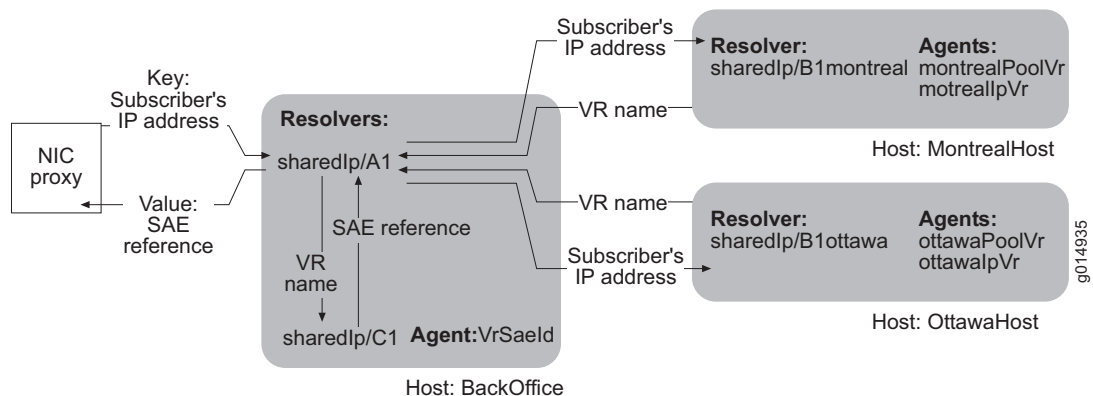 Key:
Subscriber's
IP address
NIC
proxy
Value:
SAE
reference
Resolvers:
sharedIp/A1
SAE reference
VR
name
sharedIp/C1 Agent:VrSaeId
Host: BackOffice
Subscriber's
IP address
VR name
Resolver: Agents:
sharedIp/B1montreal montrealPoolVr
motrealIpVr
Host: MontrealHost
VR name
Subscriber's
IP address
Resolver: Agents:
sharedIp/B1ottawa ottawaPoolVr
ottawaIpVr
Host: OttawaHost
g014935